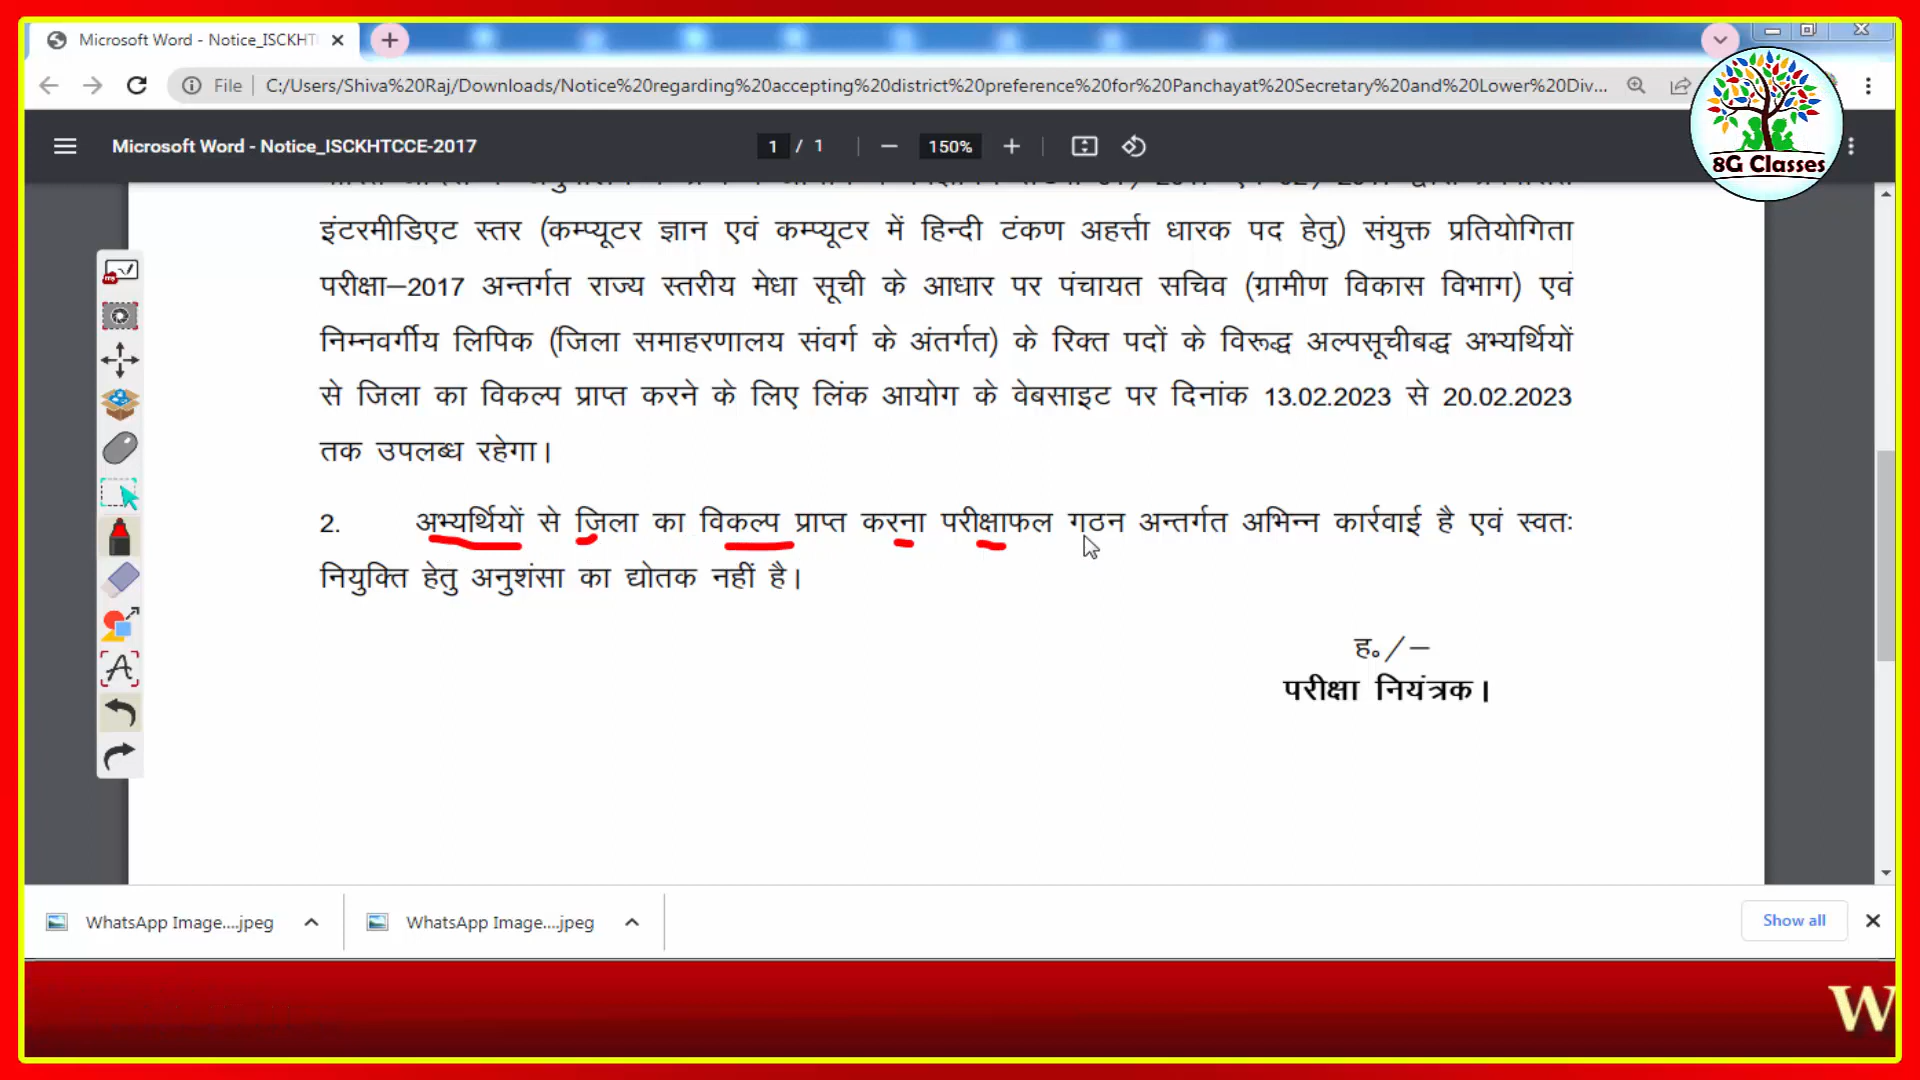 Microsoft Word - Notice_ISCKHT
File
C:/Users/Shiva%20Raj/Downloads/Notice%20regarding%20accepting%20district%20preference%20for%20Panchayat%20Secretary%20and%20Lower%20Div...
Microsoft Word - Notice_ISCKHTCCE-2017
1 / 1
150%
8G Classes
इंटरमीडिएट स्तर (कम्प्यूटर ज्ञान एवं कम्प्यूटर में हिन्दी टंकण अहर्त्ता धारक पद हेतु) संयुक्त प्रतियोगिता
परीक्षा–2017 अन्तर्गत राज्य स्तरीय मेधा सूची के आधार पर पंचायत सचिव (ग्रामीण विकास विभाग) एवं
निम्नवर्गीय लिपिक (जिला समाहरणालय संवर्ग के अंतर्गत) के रिक्त पदों के विरूद्ध अल्पसूचीबद्ध अभ्यर्थियों
से जिला का विकल्प प्राप्त करने के लिए लिंक आयोग के वेबसाइट पर दिनांक 13.02.2023 से 20.02.2023
तक उपलब्ध रहेगा।
2. अभ्यर्थियों से जिला का विकल्प प्राप्त करना परीक्षाफल गठन अन्तर्गत अभिन्न कार्रवाई है एवं स्वतः
नियुक्ति हेतु अनुशंसा का द्योतक नहीं है।
ह॰/–
परीक्षा नियंत्रक।
WhatsApp Image....jpeg
WhatsApp Image....jpeg
Show all
W